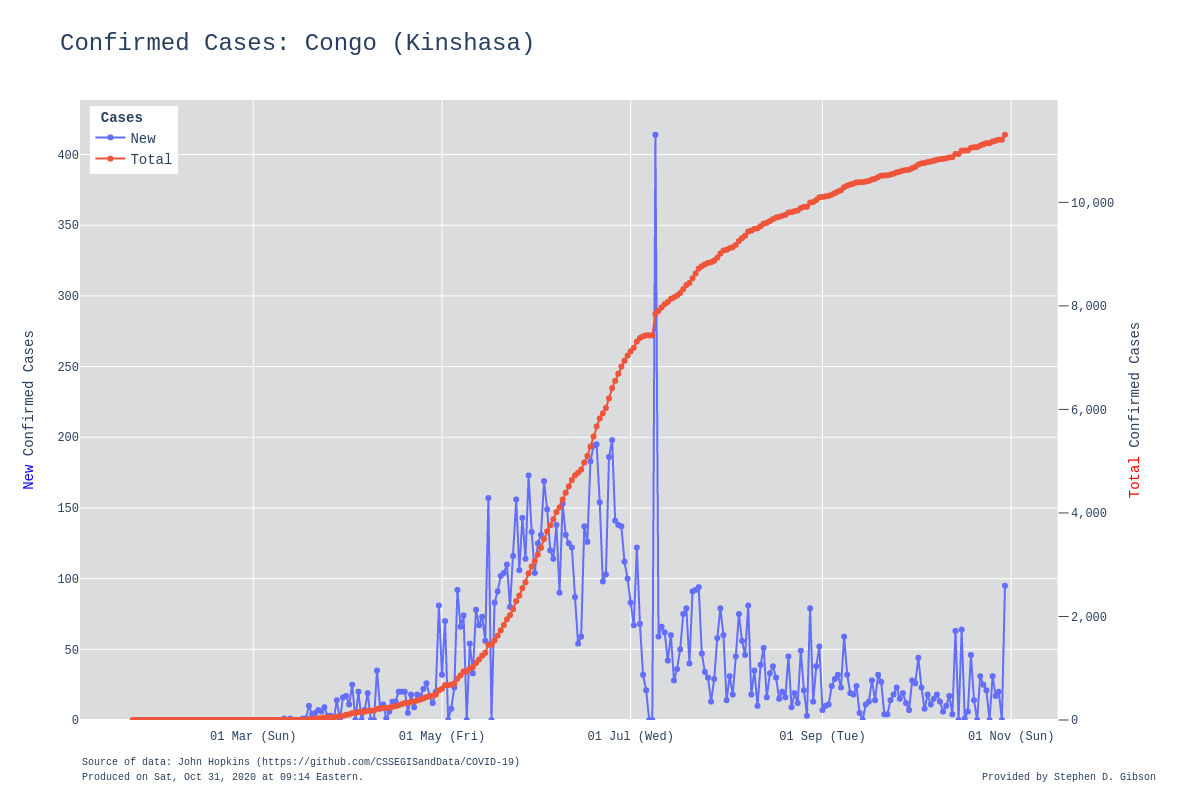 Confirmed Cases: Congo (Kinshasa)
Cases
New
Total
400
350
300
250
200
150
100
50
0
10,000
8,000
6,000
4,000
2,000
0
New Confirmed Cases
Total Confirmed Cases
01 Mar (Sun)
01 May (Fri)
01 Jul (Wed)
01 Sep (Tue)
01 Nov (Sun)
Source of data: John Hopkins (https://github.com/CSSEGISandData/COVID-19)
Produced on Sat, Oct 31, 2020 at 09:14 Eastern.
Provided by Stephen D. Gibson